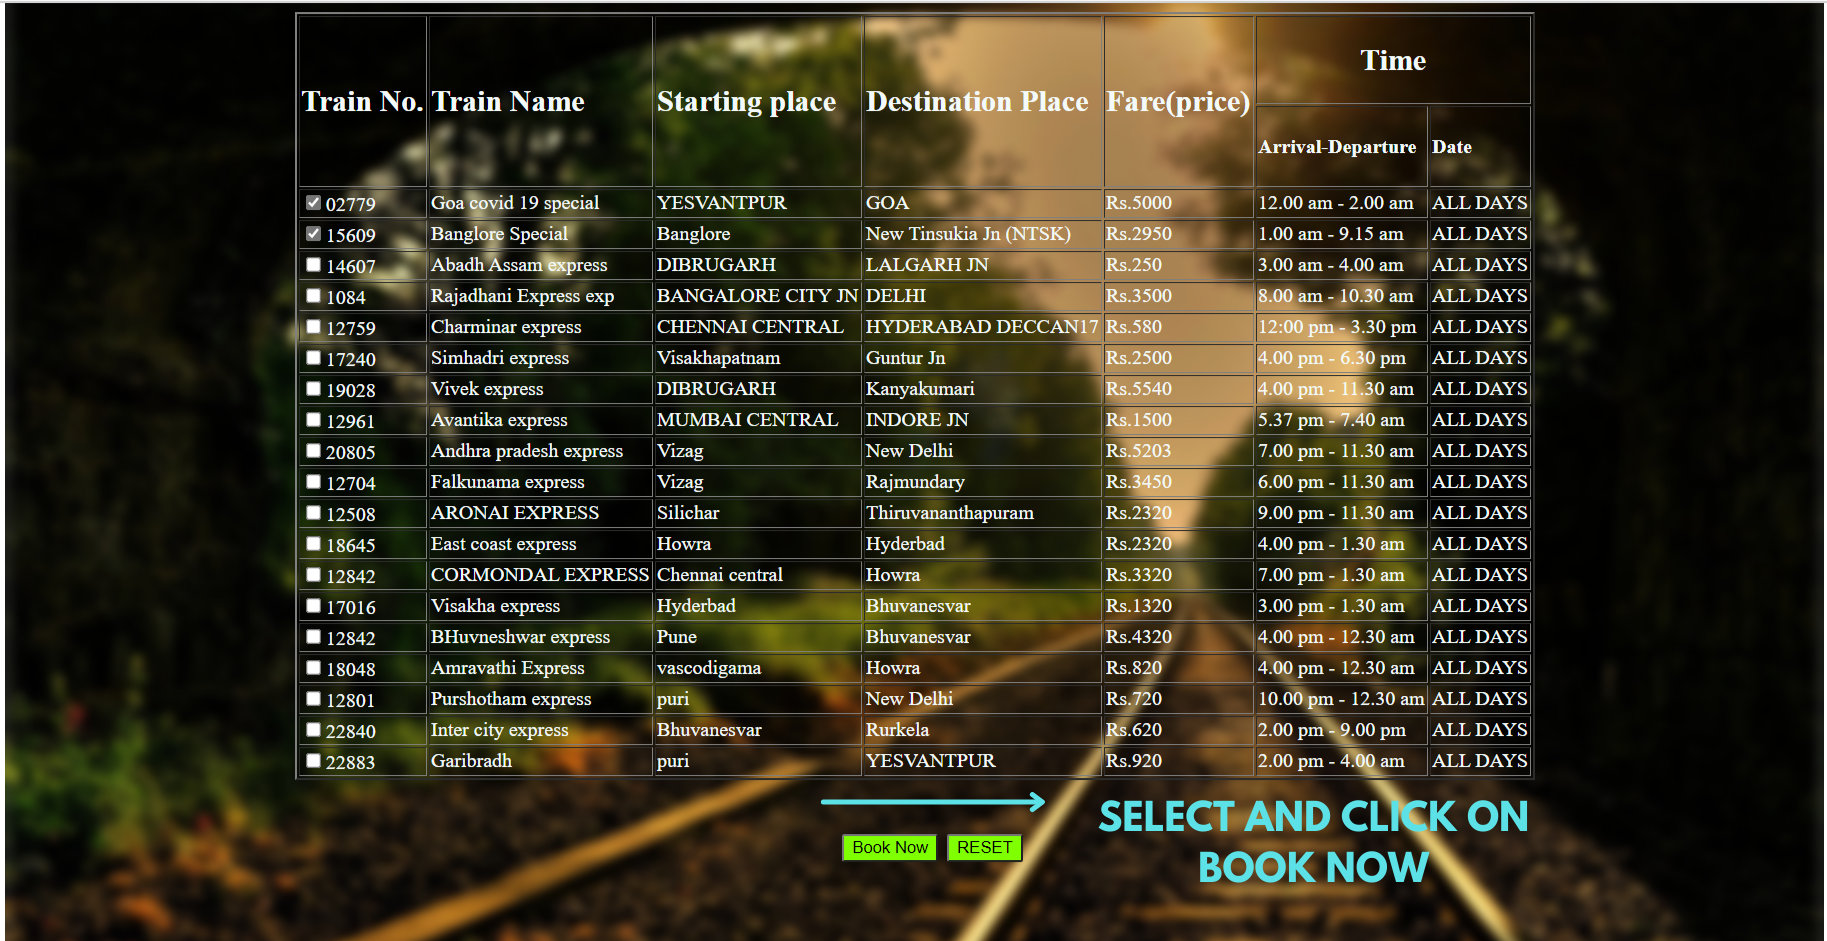 Train No. Train Name Starting place Destination Place Fare(price) Time
Arrival-Departure Date
02779 Goa covid 19 special YESVANTPUR GOA Rs.5000 12.00 am - 2.00 am ALL DAYS
15609 Banglore Special Banglore New Tinsukia Jn (NTSK) Rs.2950 1.00 am - 9.15 am ALL DAYS
14607 Abadh Assam express DIBRUGARH LALGARH JN Rs.250 3.00 am - 4.00 am ALL DAYS
1084 Rajadhani Express exp BANGALORE CITY JN DELHI Rs.3500 8.00 am - 10.30 am ALL DAYS
12759 Charminar express CHENNAI CENTRAL HYDERABAD DECCAN17 Rs.580 12:00 pm - 3.30 pm ALL DAYS
17240 Simhadri express Visakhapatnam Guntur Jn Rs.2500 4.00 pm - 6.30 pm ALL DAYS
19028 Vivek express DIBRUGARH Kanyakumari Rs.5540 4.00 pm - 11.30 am ALL DAYS
12961 Avantika express MUMBAI CENTRAL INDORE JN Rs.1500 5.37 pm - 7.40 am ALL DAYS
20805 Andhra pradesh express Vizag New Delhi Rs.5203 7.00 pm - 11.30 am ALL DAYS
12704 Falkunama express Vizag Rajmundary Rs.3450 6.00 pm - 11.30 am ALL DAYS
12508 ARONAI EXPRESS Silichar Thiruvananthapuram Rs.2320 9.00 pm - 11.30 am ALL DAYS
18645 East coast express Howra Hyderbad Rs.2320 4.00 pm - 1.30 am ALL DAYS
12842 CORMONDAL EXPRESS Chennai central Howra Rs.3320 7.00 pm - 1.30 am ALL DAYS
17016 Visakha express Hyderbad Bhuvanesvar Rs.1320 3.00 pm - 1.30 am ALL DAYS
12842 BHuvneshwar express Pune Bhuvanesvar Rs.4320 4.00 pm - 12.30 am ALL DAYS
18048 Amravathi Express vascodigama Howra Rs.820 4.00 pm - 12.30 am ALL DAYS
12801 Purshotham express puri New Delhi Rs.720 10.00 pm - 12.30 am ALL DAYS
22840 Inter city express Bhuvanesvar Rurkela Rs.620 2.00 pm - 9.00 pm ALL DAYS
22883 Garibradh puri YESVANTPUR Rs.920 2.00 pm - 4.00 am ALL DAYS
SELECT AND CLICK ON
BOOK NOW
Book Now RESET